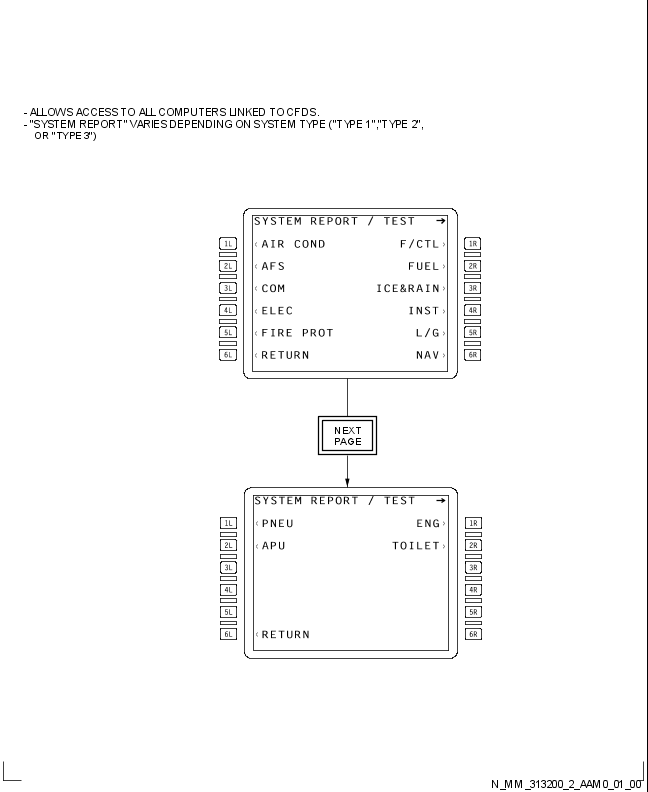 - ALLOWS ACCESS TO ALL COMPUTERS LINKED TO CFDS.
- "SYSTEM REPORT" VARIES DEPENDING ON SYSTEM TYPE ("TYPE 1","TYPE 2",
OR "TYPE 3")
SYSTEM REPORT / TEST →
1L ‹AIR COND F/CTL› 1R
2L ‹AFS FUEL› 2R
3L ‹COM ICE&RAIN› 3R
4L ‹ELEC INST› 4R
5L ‹FIRE PROT L/G› 5R
6L ‹RETURN NAV› 6R
NEXT
PAGE
SYSTEM REPORT / TEST →
1L ‹PNEU ENG› 1R
2L ‹APU TOILET› 2R
3L 3R
4L 4R
5L 5R
6L ‹RETURN 6R
N_MM_313200_2_AAM0_01_00